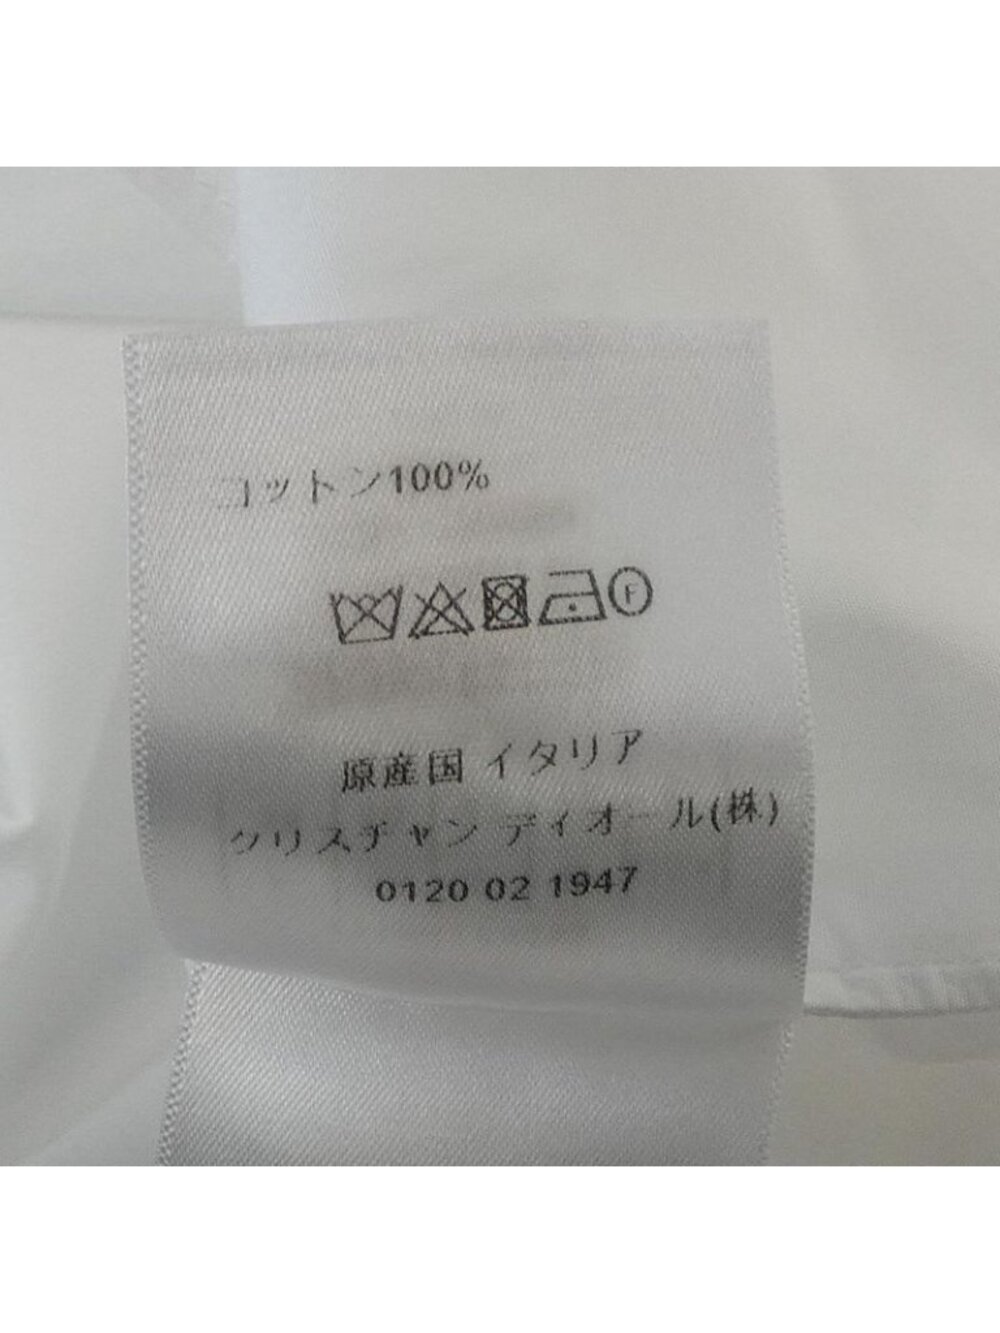 コットン100%
F
原産国 イタリア
クリスチャン ディオール(株)
0120 02 1947